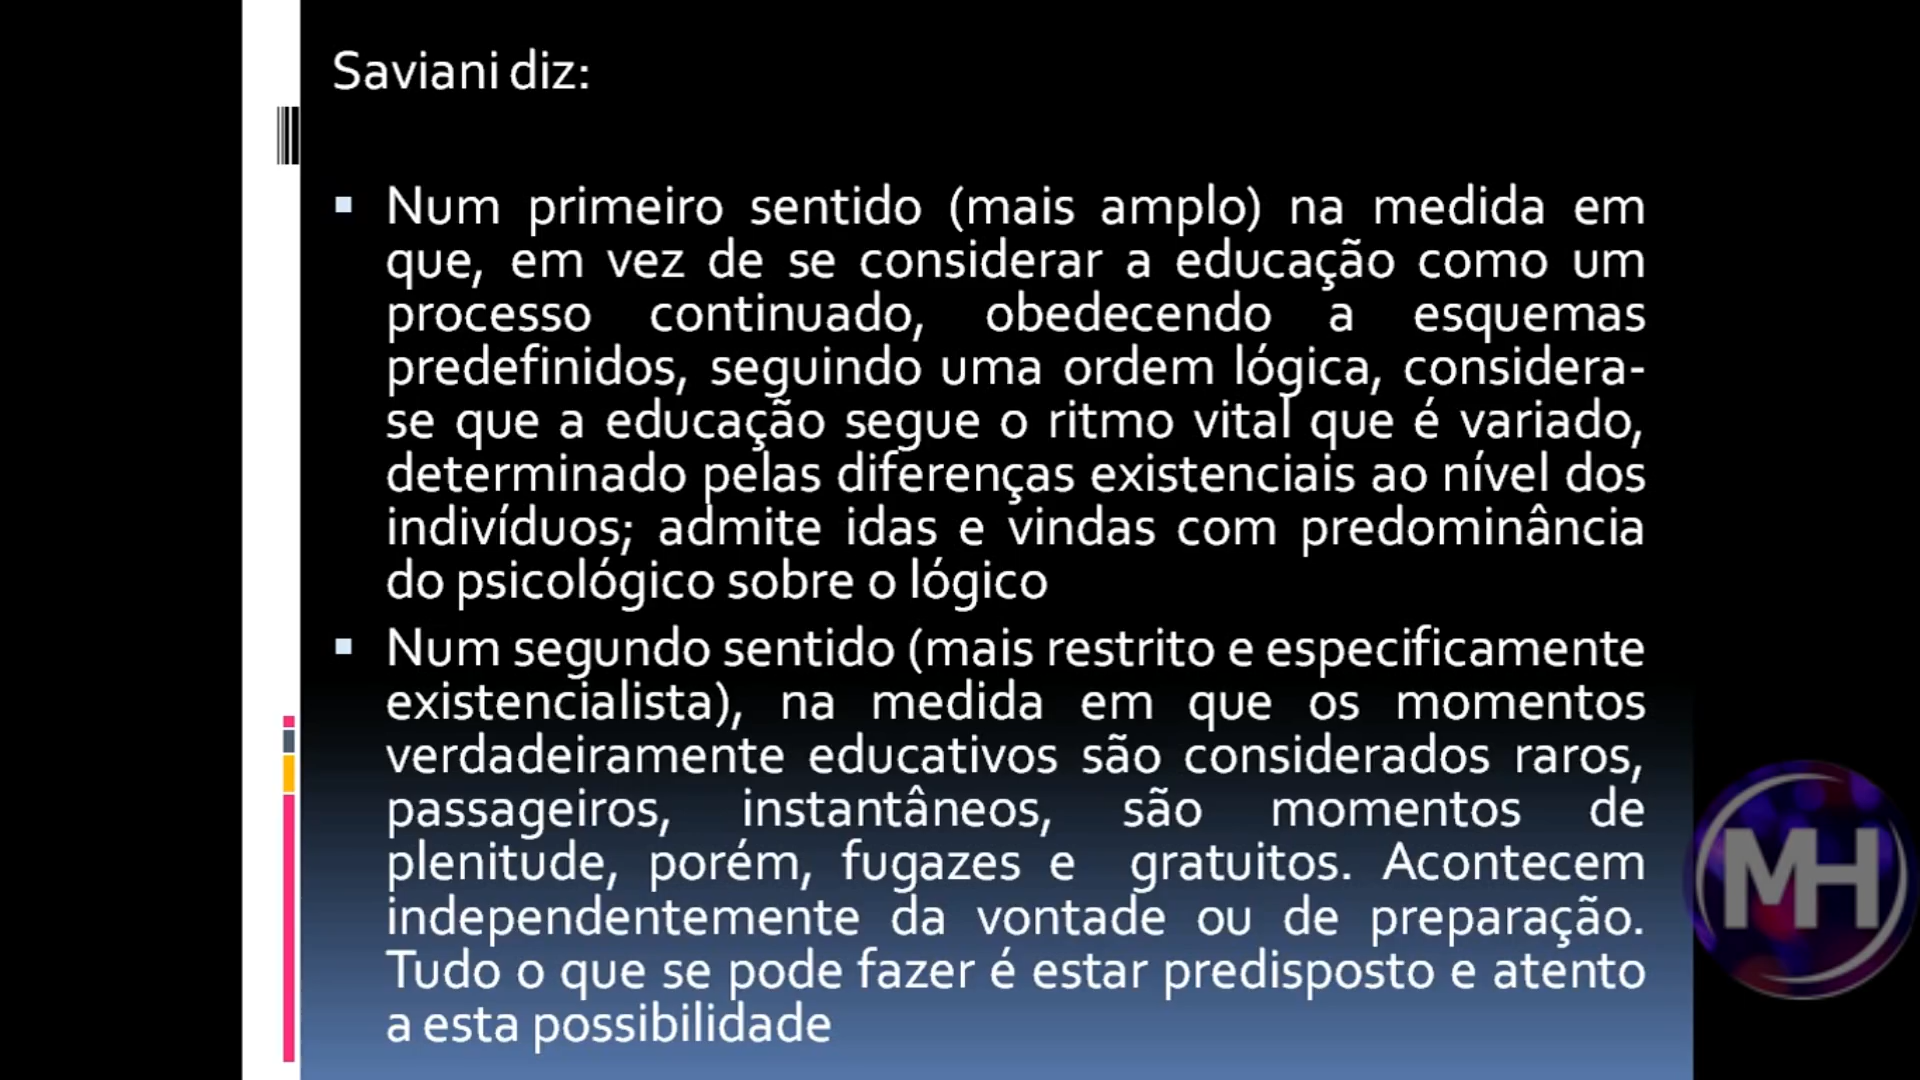 Saviani diz:
Num primeiro sentido (mais amplo) na medida em
que, em vez de se considerar a educação como um
processo continuado, obedecendo a esquemas
predefinidos, seguindo uma ordem lógica, considera-
se que a educação segue o ritmo vital que é variado,
determinado pelas diferenças existenciais ao nível dos
indivíduos; admite idas e vindas com predominância
do psicológico sobre o lógico
Num segundo sentido (mais restrito e especificamente
existencialista), na medida em que os momentos
verdadeiramente educativos são considerados raros,
passageiros, instantâneos, são momentos de
plenitude, porém, fugazes e gratuitos. Acontecem
independentemente da vontade ou de preparação.
Tudo o que se pode fazer é estar predisposto e atento
a esta possibilidade
MH